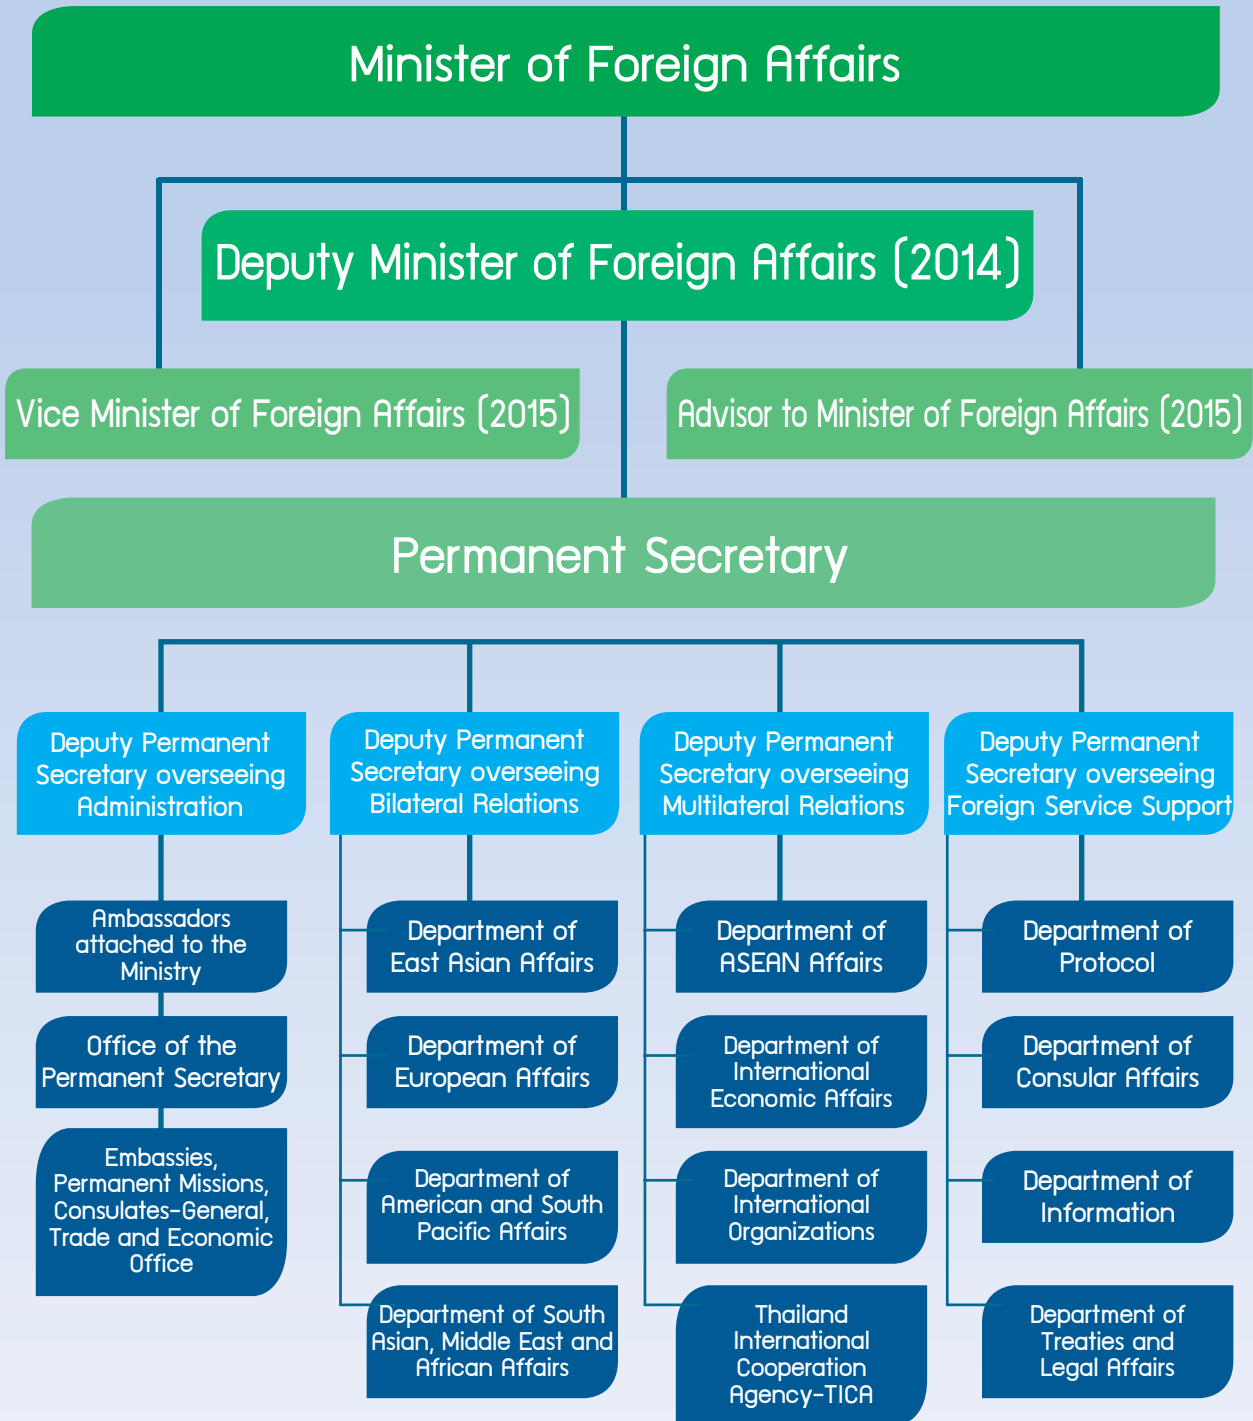 Minister of Foreign Affairs
Deputy Minister of Foreign Affairs (2014)
Vice Minister of Foreign Affairs (2015)
Advisor to Minister of Foreign Affairs (2015)
Permanent Secretary
Deputy Permanent
Secretary overseeing
Administration
Deputy Permanent
Secretary overseeing
Bilateral Relations
Deputy Permanent
Secretary overseeing
Multilateral Relations
Deputy Permanent
Secretary overseeing
Foreign Service Support
Ambassadors
attached to the
Ministry
Office of the
Permanent Secretary
Embassies,
Permanent Missions,
Consulates-General,
Trade and Economic
Office
Department of
East Asian Affairs
Department of
European Affairs
Department of
American and South
Pacific Affairs
Department of South
Asian, Middle East and
African Affairs
Department of
ASEAN Affairs
Department of
International
Economic Affairs
Department of
International
Organizations
Thailand
International
Cooperation
Agency-TICA
Department of
Protocol
Department of
Consular Affairs
Department of
Information
Department of
Treaties and
Legal Affairs